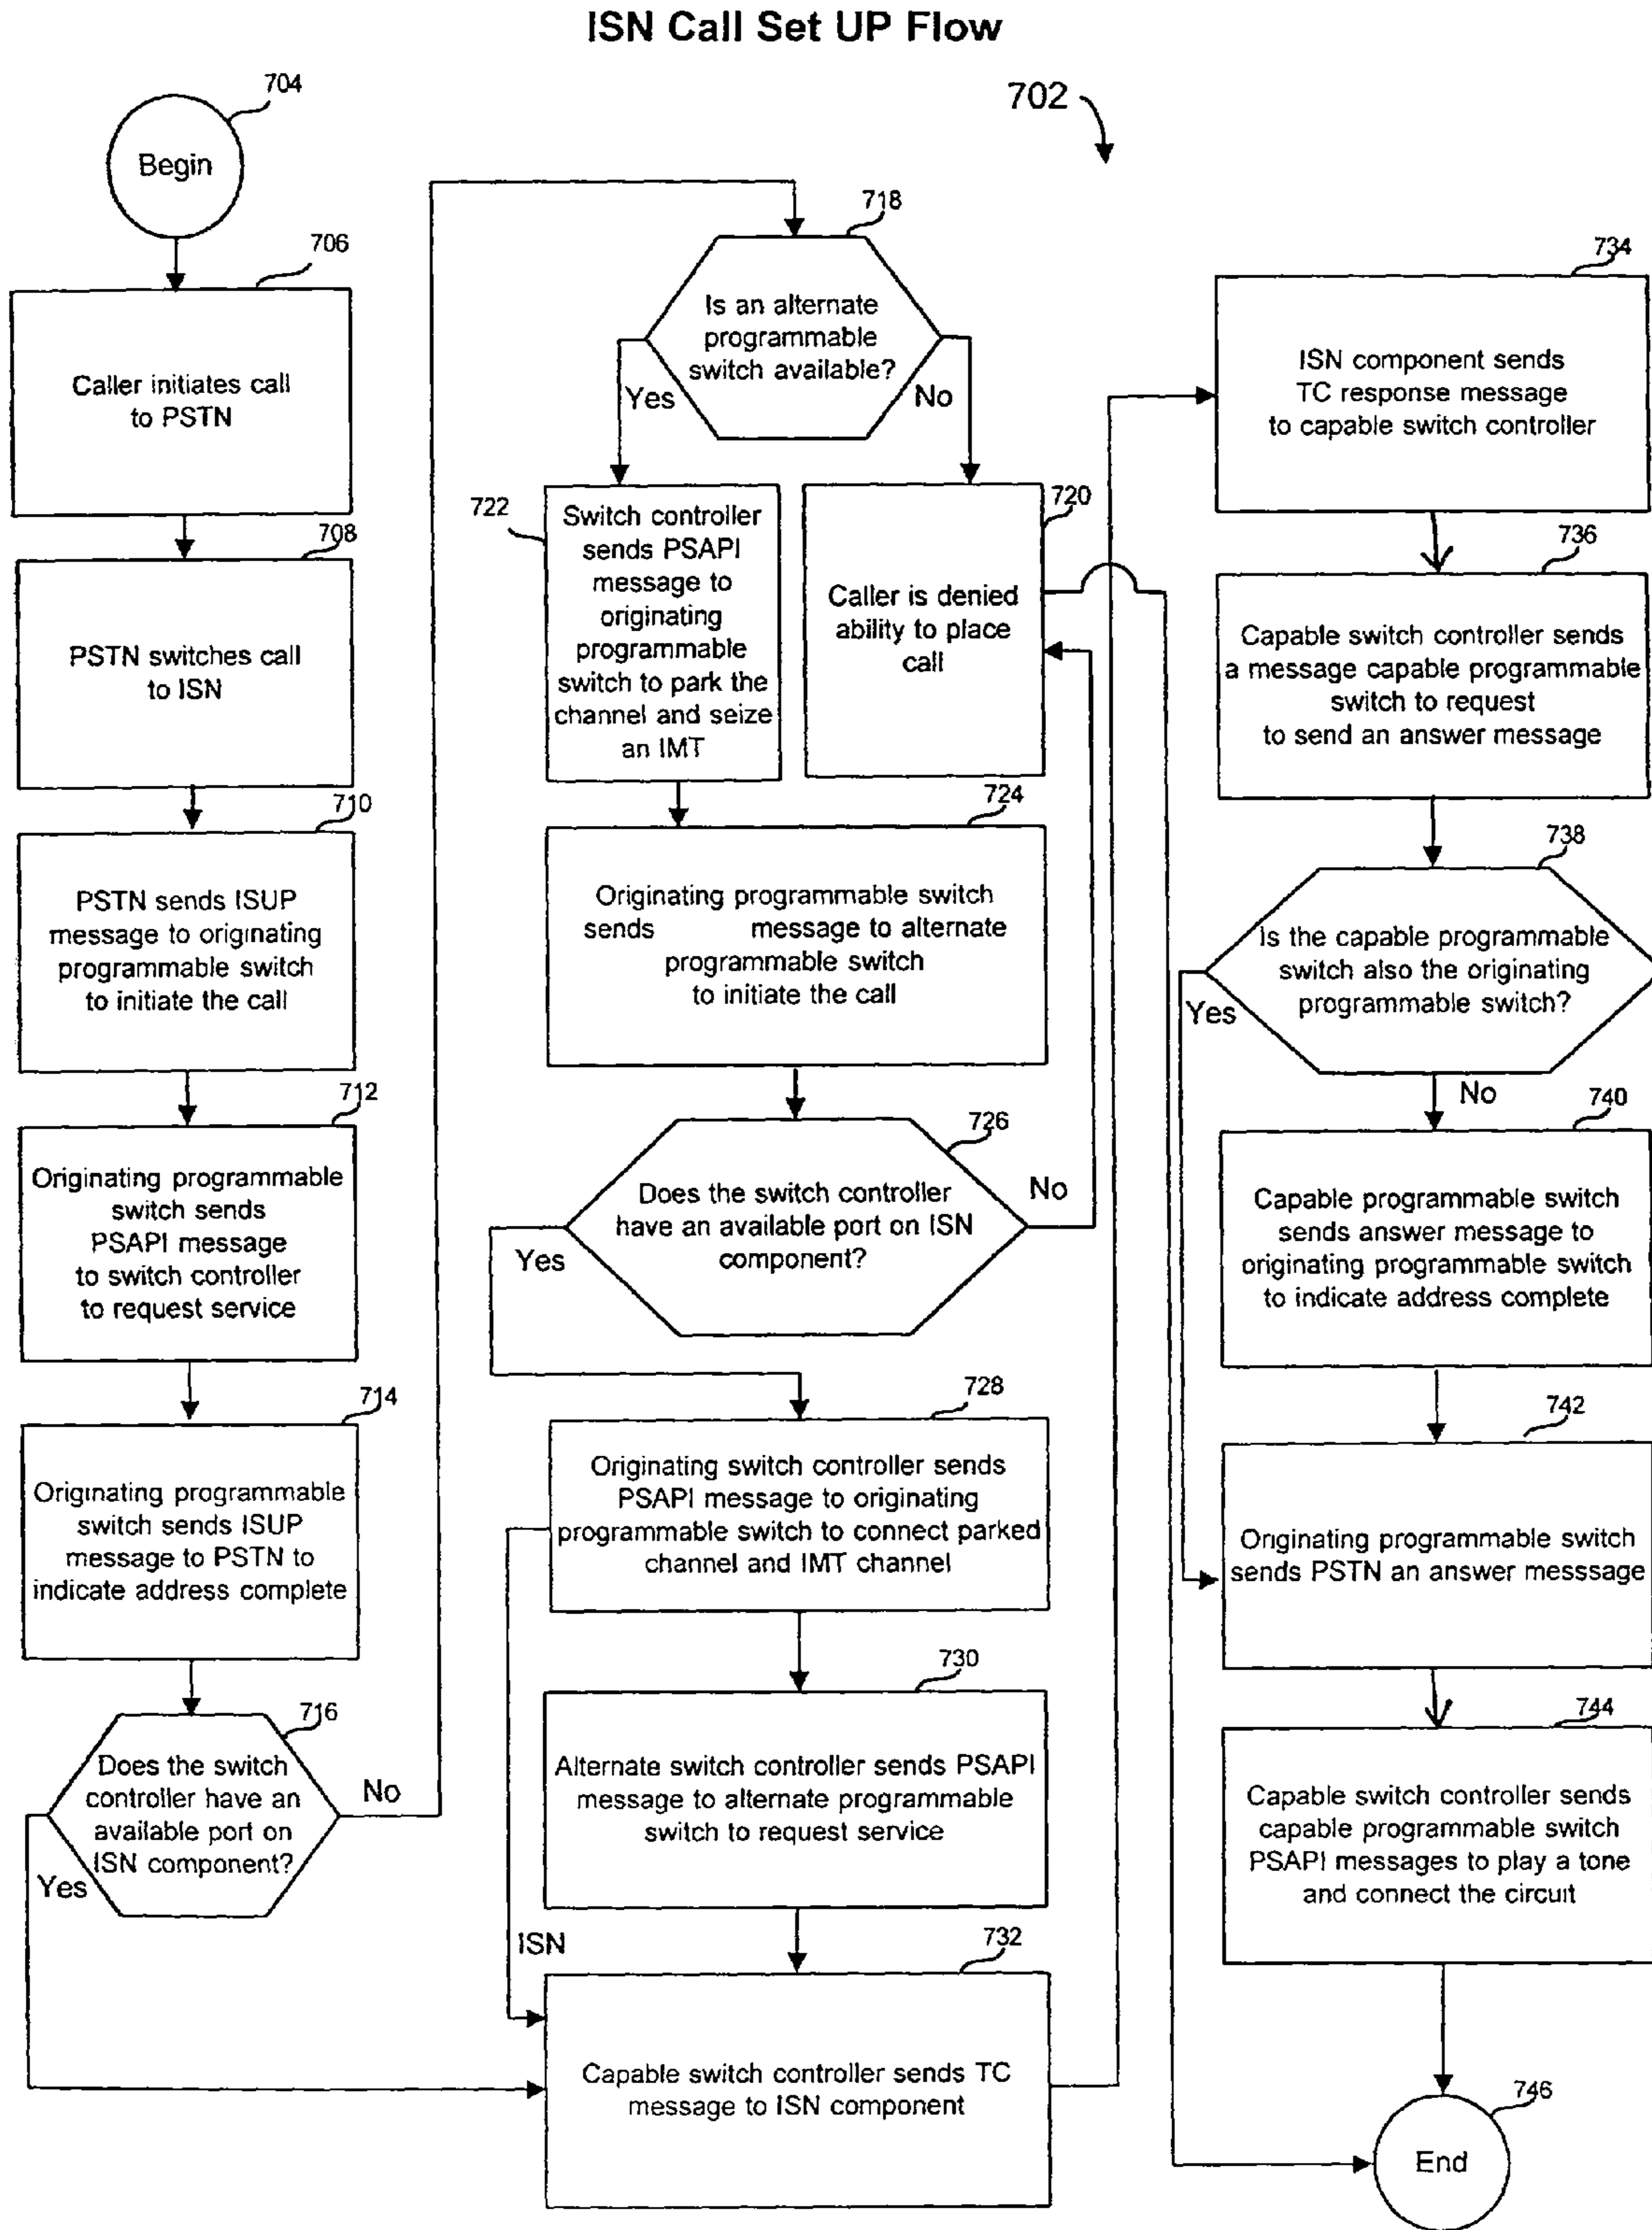 ISN Call Set UP Flow
702
704
Begin
706
Caller initiates call
to PSTN
708
PSTN switches call
to ISN
710
PSTN sends ISUP
message to originating
programmable switch
to initiate the call
712
Originating programmable
switch sends
PSAPI message
to switch controller
to request service
714
Originating programmable
switch sends ISUP
message to PSTN to
indicate address complete
716
Does the switch
controller have an
available port on
ISN component?
No
Yes
718
Is an alternate
programmable
switch available?
Yes
No
722
Switch controller
sends PSAPI
message to
originating
programmable
switch to park the
channel and seize
an IMT
720
Caller is denied
ability to place
call
724
Originating programmable switch
sends message to alternate
programmable switch
to initiate the call
726
Does the switch controller
have an available port on ISN
component?
No
Yes
728
Originating switch controller sends
PSAPI message to originating
programmable switch to connect parked
channel and IMT channel
730
Alternate switch controller sends PSAPI
message to alternate programmable
switch to request service
ISN
732
Capable switch controller sends TC
message to ISN component
734
ISN component sends
TC response message
to capable switch controller
736
Capable switch controller sends
a message capable programmable
switch to request
to send an answer message
738
Is the capable programmable
switch also the originating
programmable switch?
Yes
No
740
Capable programmable switch
sends answer message to
originating programmable switch
to indicate address complete
742
Originating programmable switch
sends PSTN an answer messsage
744
Capable switch controller sends
capable programmable switch
PSAPI messages to play a tone
and connect the circuit
746
End